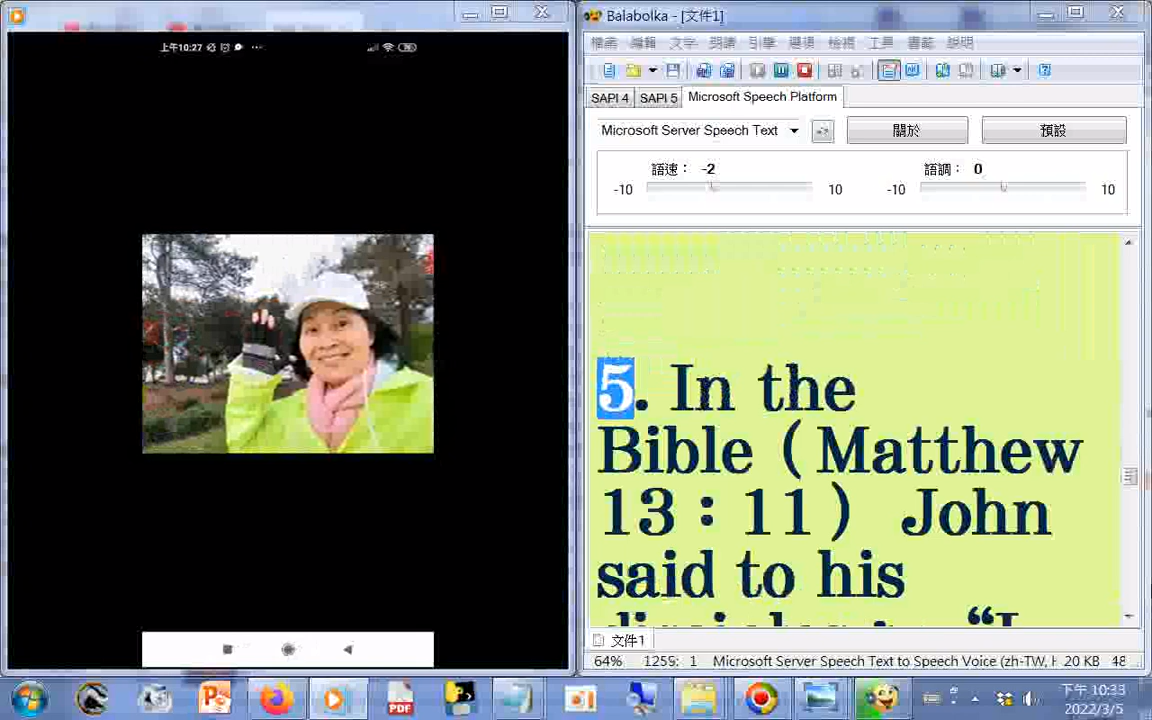 上午10:27
Balabolka - [文件1]
檔案 編輯 文字 朗讀 引擎 選項 檢視 工具 書籤 說明
SAPI 4 SAPI 5 Microsoft Speech Platform
Microsoft Server Speech Text 關於 預設
語速： -2 語調： 0
-10 10 -10 10
5. In the
Bible（Matthew
13：11） John
said to his
文件1
64% 1259: 1 Microsoft Server Speech Text to Speech Voice (zh-TW, 20 KB 48
PDF
下午 10:33
2022/3/5